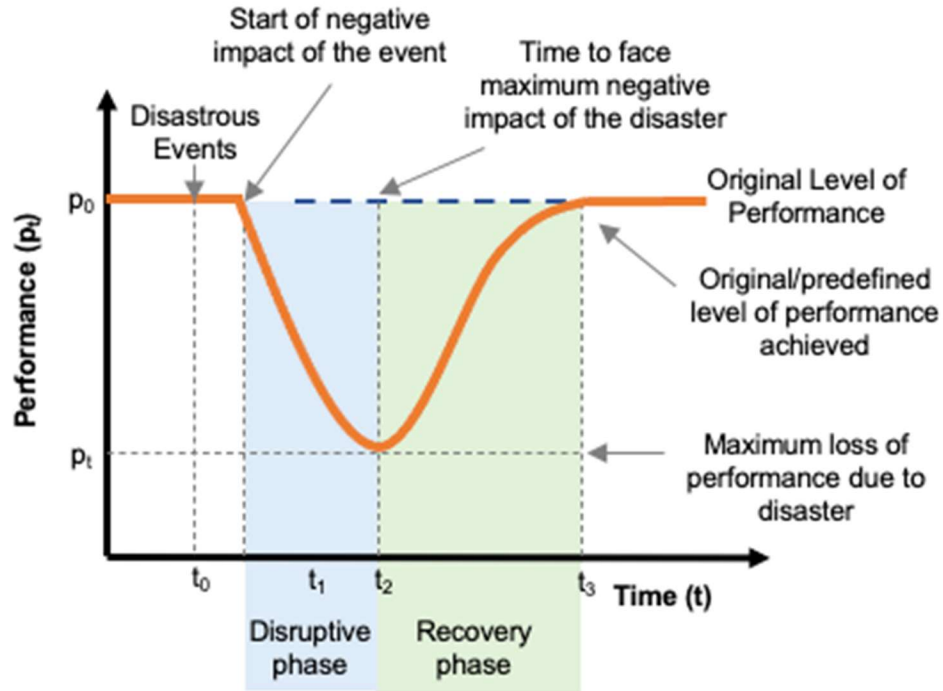 Start of negative
impact of the event
Time to face
maximum negative
impact of the disaster
Disastrous
Events
p₀
Original Level of
Performance
Original/predefined
level of performance
achieved
Performance (pₜ)
pₜ
Maximum loss of
performance due to
disaster
t₀
t₁
t₂
t₃
Time (t)
Disruptive
phase
Recovery
phase